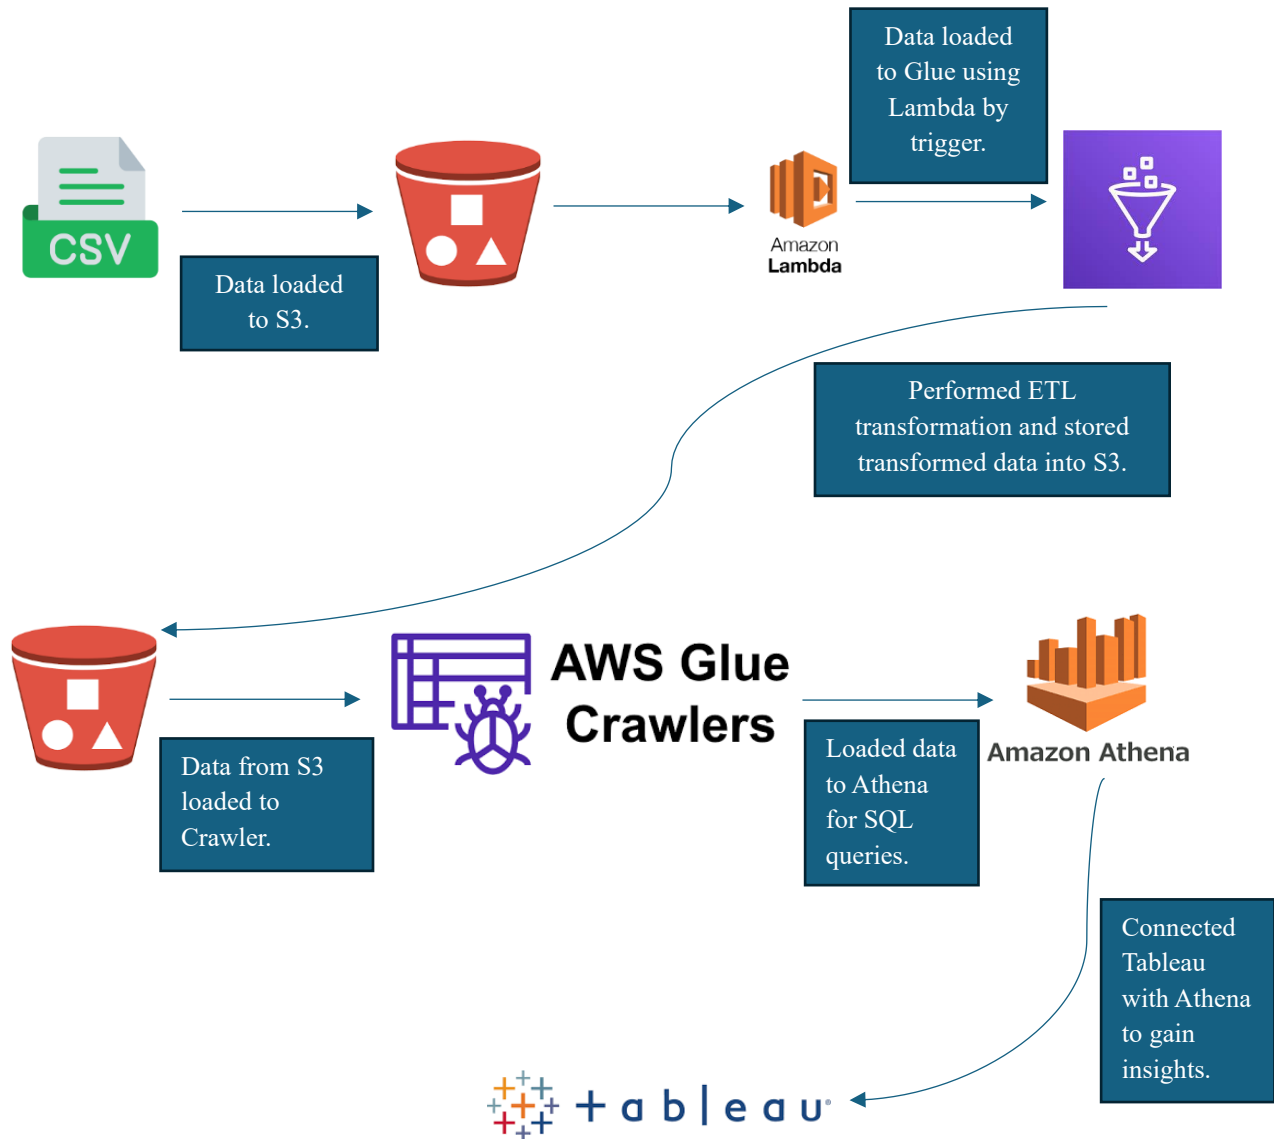 Data loaded
to Glue using
Lambda by
trigger.
CSV
Amazon
Lambda
Data loaded
to S3.
Performed ETL
transformation and stored
transformed data into S3.
AWS Glue
Crawlers
Amazon Athena
Data from S3
loaded to
Crawler.
Loaded data
to Athena
for SQL
queries.
Connected
Tableau
with Athena
to gain
insights.
+ableau®